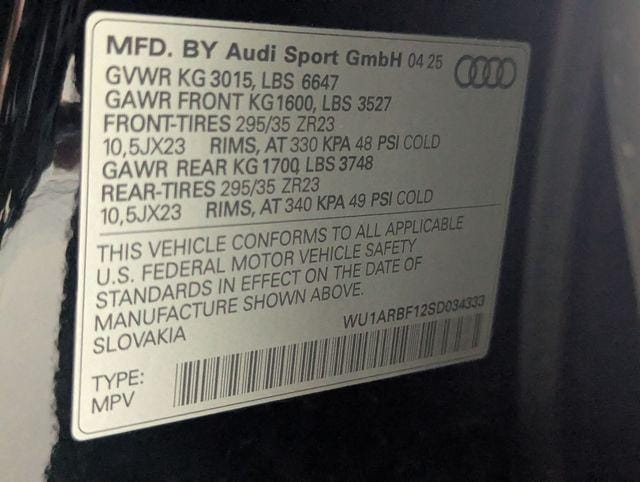 MFD. BY Audi Sport GmbH 04 25
GVWR KG 3015, LBS 6647
GAWR FRONT KG1600, LBS 3527
FRONT-TIRES 295/35 ZR23
10,5JX23 RIMS, AT 330 KPA 48 PSI COLD
GAWR REAR KG 1700, LBS 3748
REAR-TIRES 295/35 ZR23
10,5JX23 RIMS, AT 340 KPA 49 PSI COLD
THIS VEHICLE CONFORMS TO ALL APPLICABLE
U.S. FEDERAL MOTOR VEHICLE SAFETY
STANDARDS IN EFFECT ON THE DATE OF
MANUFACTURE SHOWN ABOVE.
SLOVAKIA
WU1ARBF12SD034333
TYPE:
MPV